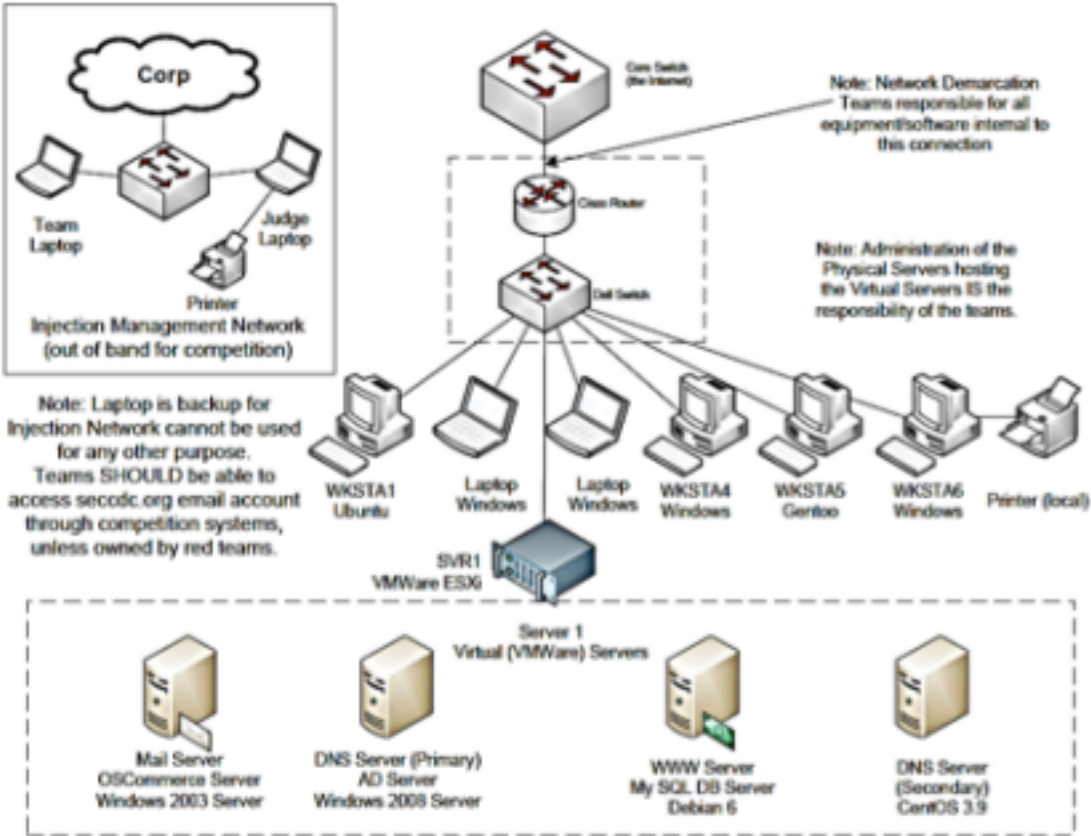 Corp
Team
Laptop
Judge
Laptop
Printer
Injection Management Network
(out of band for competition)
Core Switch
(the Internet)
Note: Network Demarcation
Teams responsible for all
equipment/software internal to
this connection
Cisco Router
Dell Switch
Note: Administration of the
Physical Servers hosting
the Virtual Servers IS the
responsibility of the teams.
Note: Laptop is backup for
Injection Network cannot be used
for any other purpose.
Teams SHOULD be able to
access seccdc.org email account
through competition systems,
unless owned by red teams.
WKSTA1
Ubuntu
Laptop
Windows
Laptop
Windows
WKSTA4
Windows
WKSTA5
Gentoo
WKSTA6
Windows
Printer (local)
SVR1
VMWare ESXi
Server 1
Virtual (VMWare) Servers
Mail Server
OSCommerce Server
Windows 2003 Server
DNS Server (Primary)
AD Server
Windows 2008 Server
WWW Server
My SQL DB Server
Debian 6
DNS Server
(Secondary)
CentOS 3.9